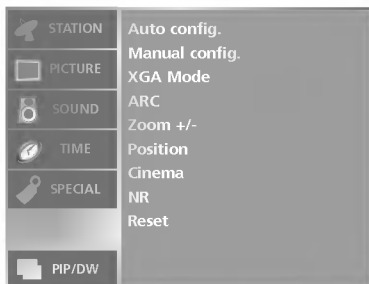 STATION
PICTURE
SOUND
TIME
SPECIAL
PIP/DW
Auto config.
Manual config.
XGA Mode
ARC
Zoom +/-
Position
Cinema
NR
Reset